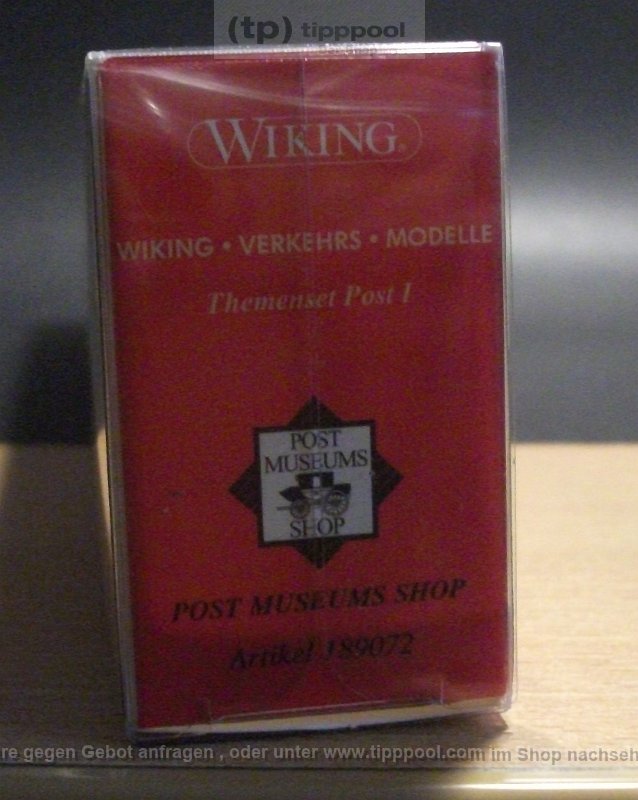 (tp) tipppool
WIKING®
WIKING • VERKEHRS • MODELLE
Themenset Post I
POST
MUSEUMS
SHOP
POST MUSEUMS SHOP
Artikel 189072
re gegen Gebot anfragen , oder unter www.tipppool.com im Shop nachseh